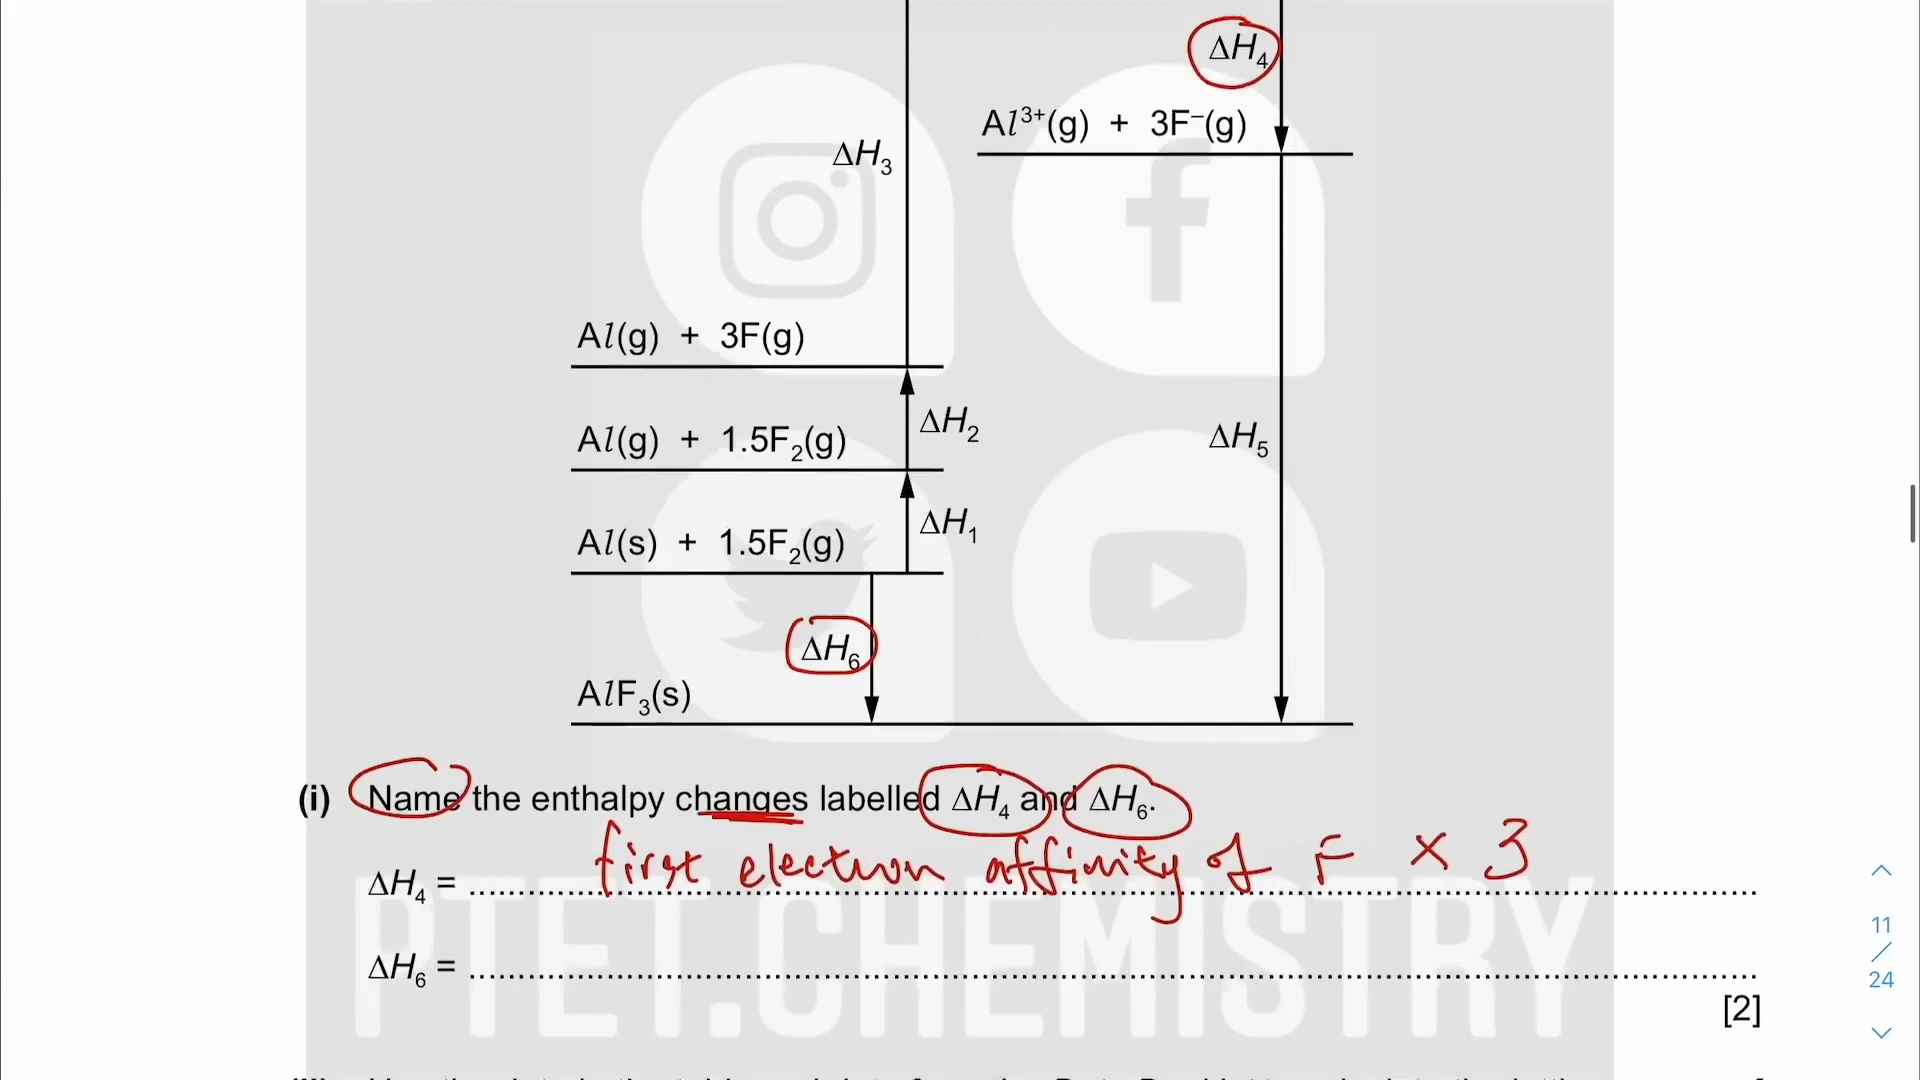 ΔH₄
Al³⁺(g) + 3F⁻(g)
ΔH₃
Al(g) + 3F(g)
ΔH₂
Al(g) + 1.5F₂(g)
ΔH₅
ΔH₁
Al(s) + 1.5F₂(g)
ΔH₆
AlF₃(s)
(i) Name the enthalpy changes labelled ΔH₄ and ΔH₆.
ΔH₄ = first electron affinity of F × 3
ΔH₆ =
[2]
PTET.CHEMISTRY
11
/
24